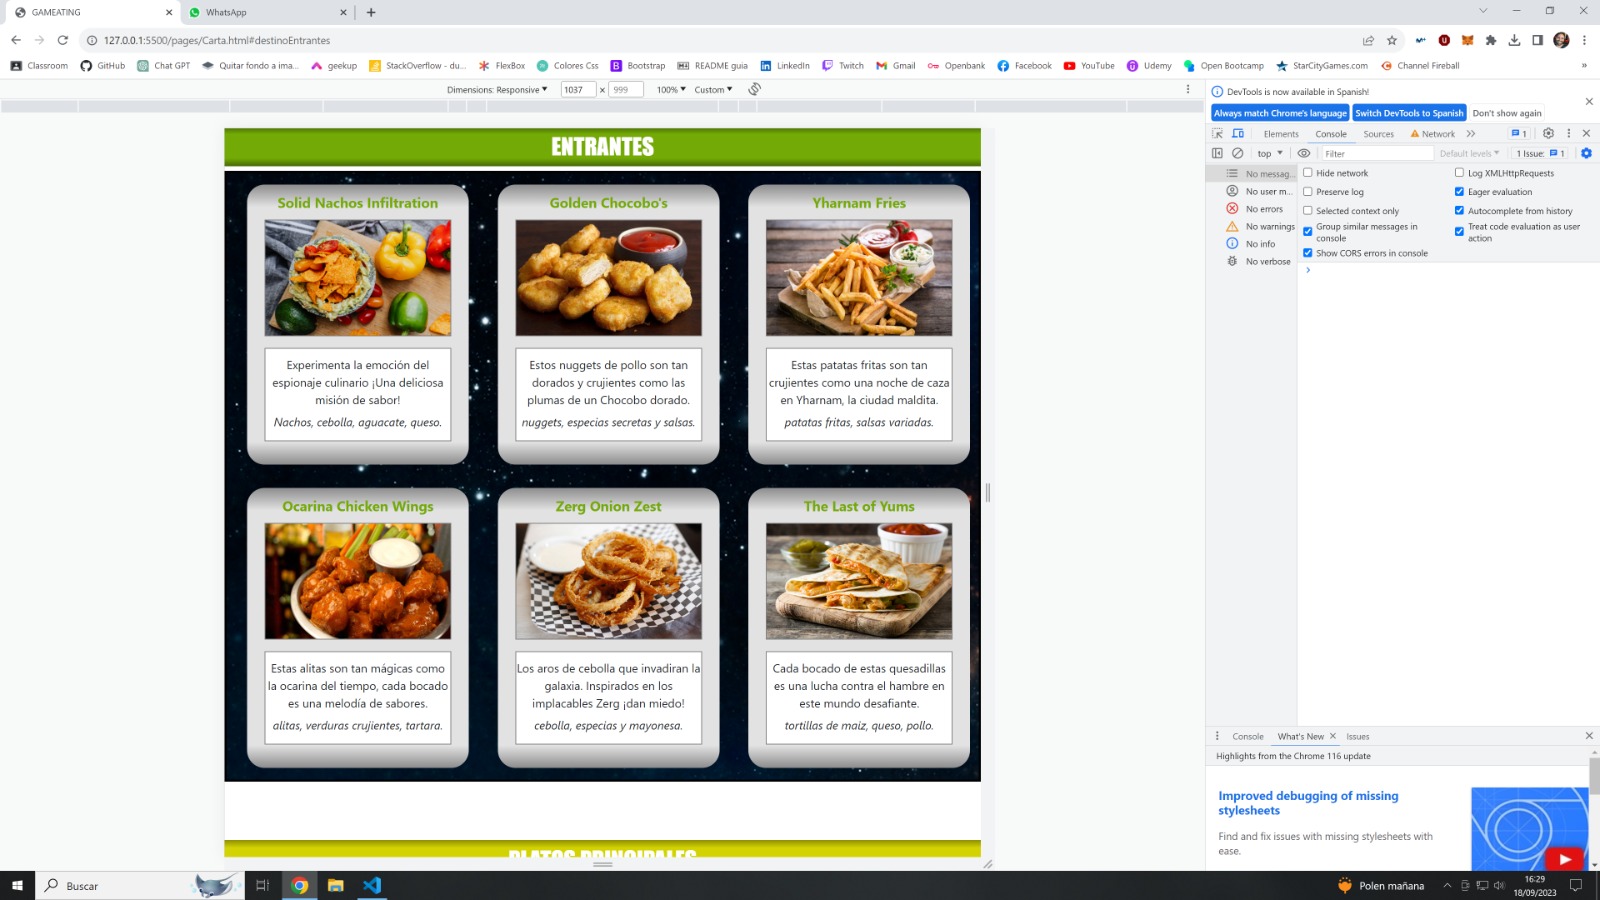 GAMEATING
WhatsApp
127.0.0.1:5500/pages/Carta.html#destinoEntrantes
Classroom
GitHub
Chat GPT
Quitar fondo a ima...
geekup
StackOverflow - du...
FlexBox
Colores Css
Bootstrap
README guia
LinkedIn
Twitch
Gmail
Openbank
Facebook
YouTube
Udemy
Open Bootcamp
StarCityGames.com
Channel Fireball
»
Dimensions: Responsive
1037 x 999
100%
Custom
ENTRANTES
Solid Nachos Infiltration
Experimenta la emoción del
espionaje culinario ¡Una deliciosa
misión de sabor!
Nachos, cebolla, aguacate, queso.
Golden Chocobo's
Estos nuggets de pollo son tan
dorados y crujientes como las
plumas de un Chocobo dorado.
nuggets, especias secretas y salsas.
Yharnam Fries
Estas patatas fritas son tan
crujientes como una noche de caza
en Yharnam, la ciudad maldita.
patatas fritas, salsas variadas.
Ocarina Chicken Wings
Estas alitas son tan mágicas como
la ocarina del tiempo, cada bocado
es una melodía de sabores.
alitas, verduras crujientes, tartara.
Zerg Onion Zest
Los aros de cebolla que invadiran la
galaxia. Inspirados en los
implacables Zerg ¡dan miedo!
cebolla, especias y mayonesa.
The Last of Yums
Cada bocado de estas quesadillas
es una lucha contra el hambre en
este mundo desafiante.
tortillas de maiz, queso, pollo.
PLATOS PRINCIPALES
DevTools is now available in Spanish!
Always match Chrome's language
Switch DevTools to Spanish
Don't show again
Elements
Console
Sources
Network
1
top
Filter
Default levels
1 Issue: 1
No messag...
No user m...
No errors
No warnings
No info
No verbose
Hide network
Preserve log
Selected context only
Group similar messages in
console
Show CORS errors in console
Log XMLHttpRequests
Eager evaluation
Autocomplete from history
Treat code evaluation as user
action
Console
What's New
Issues
Highlights from the Chrome 116 update
Improved debugging of missing
stylesheets
Find and fix issues with missing stylesheets with
ease.
Buscar
Polen mañana
16:29
18/09/2023